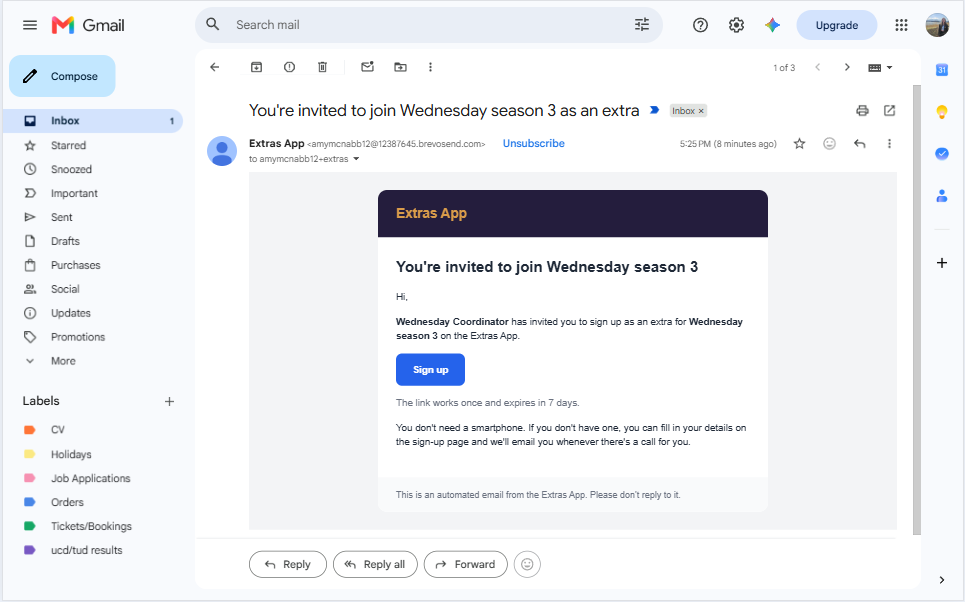 Gmail
Search mail
Upgrade
Compose
Inbox 1
Starred
Snoozed
Important
Sent
Drafts
Purchases
Social
Updates
Promotions
More
Labels
CV
Holidays
Job Applications
Orders
Tickets/Bookings
ucd/tud results
1 of 3
You're invited to join Wednesday season 3 as an extra
Inbox ×
Extras App <amymcnabb12@12387645.brevosend.com> Unsubscribe
5:25 PM (8 minutes ago)
to amymcnabb12+extras
Extras App
You're invited to join Wednesday season 3
Hi,
Wednesday Coordinator has invited you to sign up as an extra for Wednesday
season 3 on the Extras App.
Sign up
The link works once and expires in 7 days.
You don't need a smartphone. If you don't have one, you can fill in your details on
the sign-up page and we'll email you whenever there's a call for you.
This is an automated email from the Extras App. Please don't reply to it.
Reply
Reply all
Forward
31